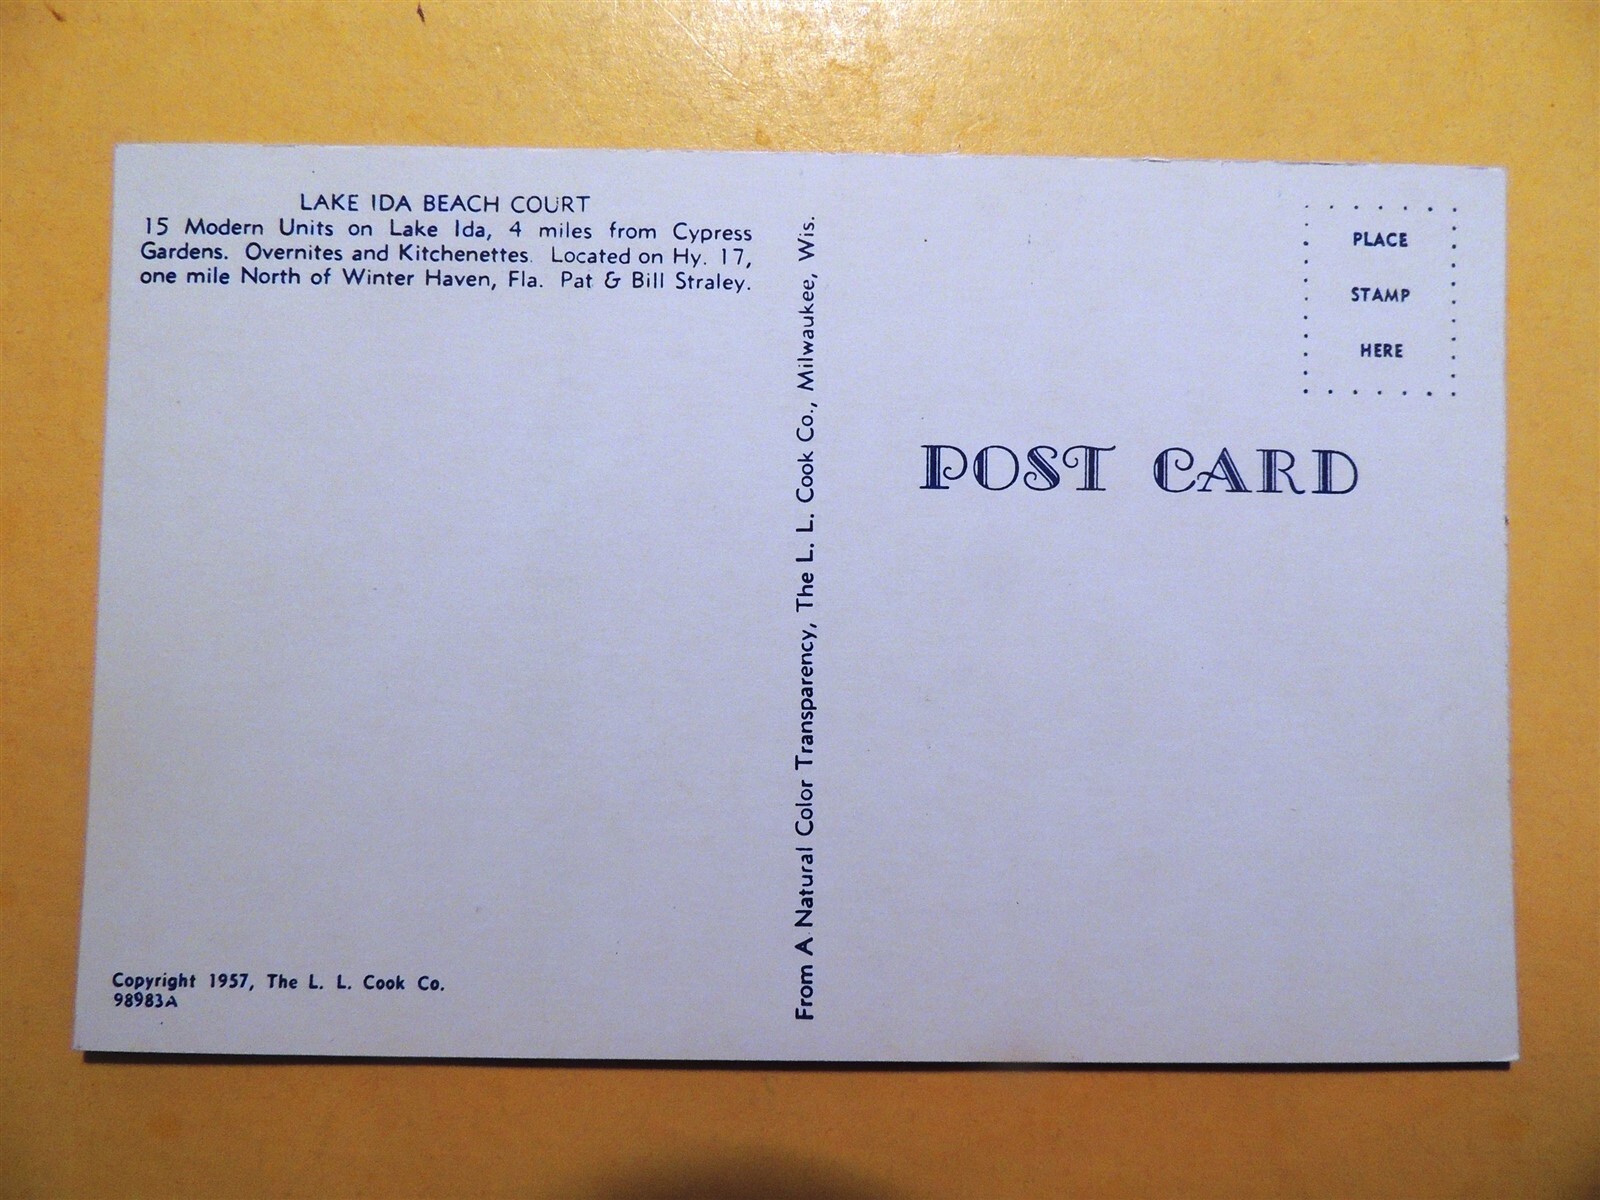 LAKE IDA BEACH COURT
15 Modern Units on Lake Ida, 4 miles from Cypress
Gardens. Overnites and Kitchenettes. Located on Hy. 17,
one mile North of Winter Haven, Fla. Pat & Bill Straley.
Copyright 1957, The L. L. Cook Co.
98983A
From A Natural Color Transparency, The L. L. Cook Co., Milwaukee, Wis.
PLACE
STAMP
HERE
POST CARD